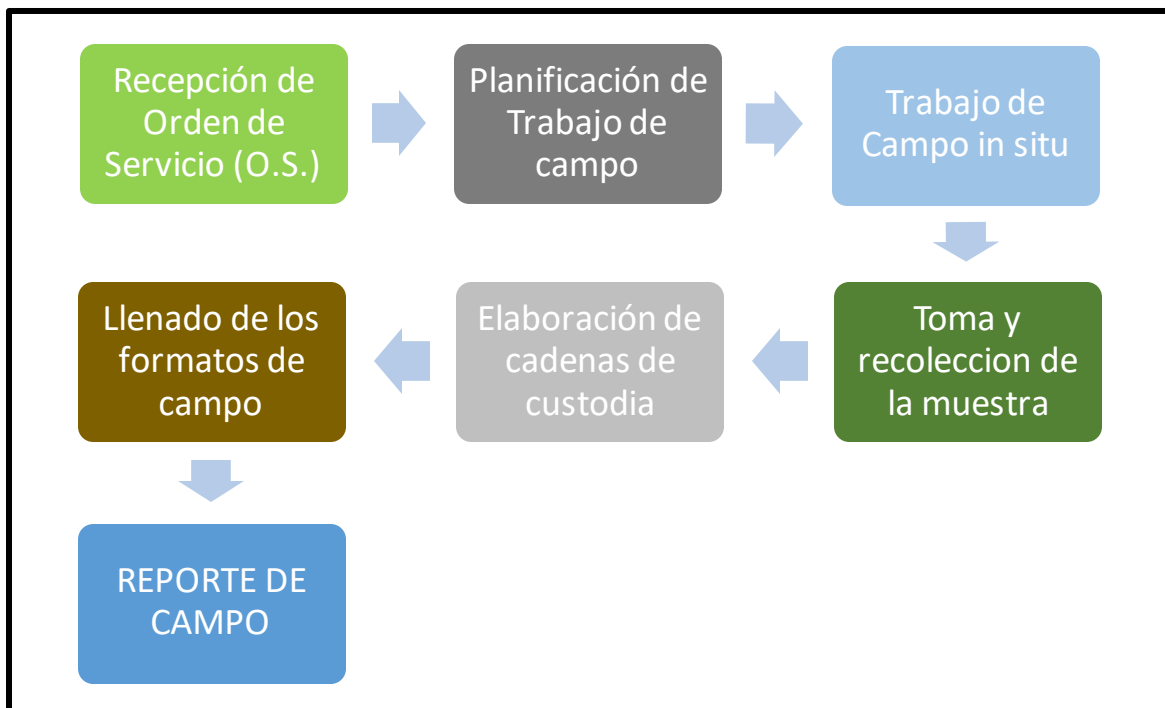 Recepción de
Orden de
Servicio (O.S.)
Planificación de
Trabajo de
campo
Trabajo de
Campo in situ
Toma y
recoleccion de
la muestra
Elaboración de
cadenas de
custodia
Llenado de los
formatos de
campo
REPORTE DE
CAMPO